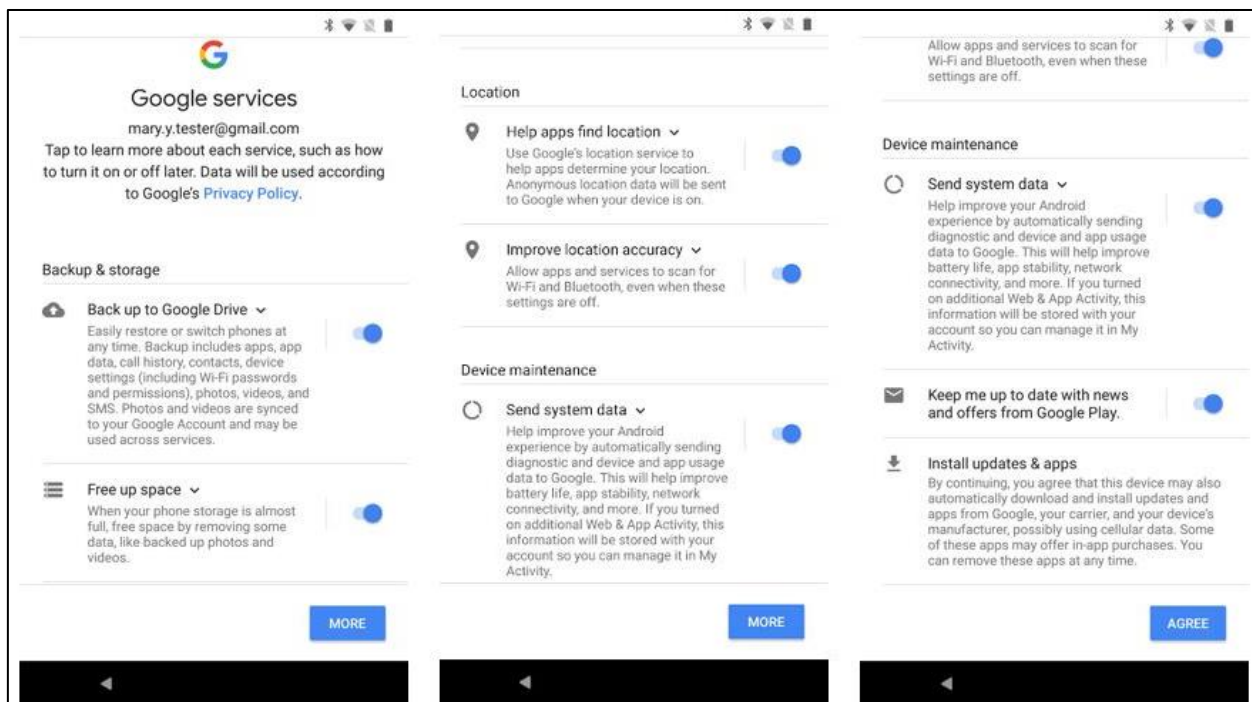 Google services
mary.y.tester@gmail.com
Tap to learn more about each service, such as how
to turn it on or off later. Data will be used according
to Google's Privacy Policy.
Backup & storage
Back up to Google Drive
Easily restore or switch phones at
any time. Backup includes apps, app
data, call history, contacts, device
settings (including Wi-Fi passwords
and permissions), photos, videos, and
SMS. Photos and videos are synced
to your Google Account and may be
used across services.
Free up space
When your phone storage is almost
full, free space by removing some
data, like backed up photos and
videos.
MORE
Location
Help apps find location
Use Google's location service to
help apps determine your location.
Anonymous location data will be sent
to Google when your device is on.
Improve location accuracy
Allow apps and services to scan for
Wi-Fi and Bluetooth, even when these
settings are off.
Device maintenance
Send system data
Help improve your Android
experience by automatically sending
diagnostic and device and app usage
data to Google. This will help improve
battery life, app stability, network
connectivity, and more. If you turned
on additional Web & App Activity, this
information will be stored with your
account so you can manage it in My
Activity.
MORE
Allow apps and services to scan for
Wi-Fi and Bluetooth, even when these
settings are off.
Device maintenance
Send system data
Help improve your Android
experience by automatically sending
diagnostic and device and app usage
data to Google. This will help improve
battery life, app stability, network
connectivity, and more. If you turned
on additional Web & App Activity, this
information will be stored with your
account so you can manage it in My
Activity.
Keep me up to date with news
and offers from Google Play.
Install updates & apps
By continuing, you agree that this device may also
automatically download and install updates and
apps from Google, your carrier, and your device's
manufacturer, possibly using cellular data. Some
of these apps may offer in-app purchases. You
can remove these apps at any time.
AGREE